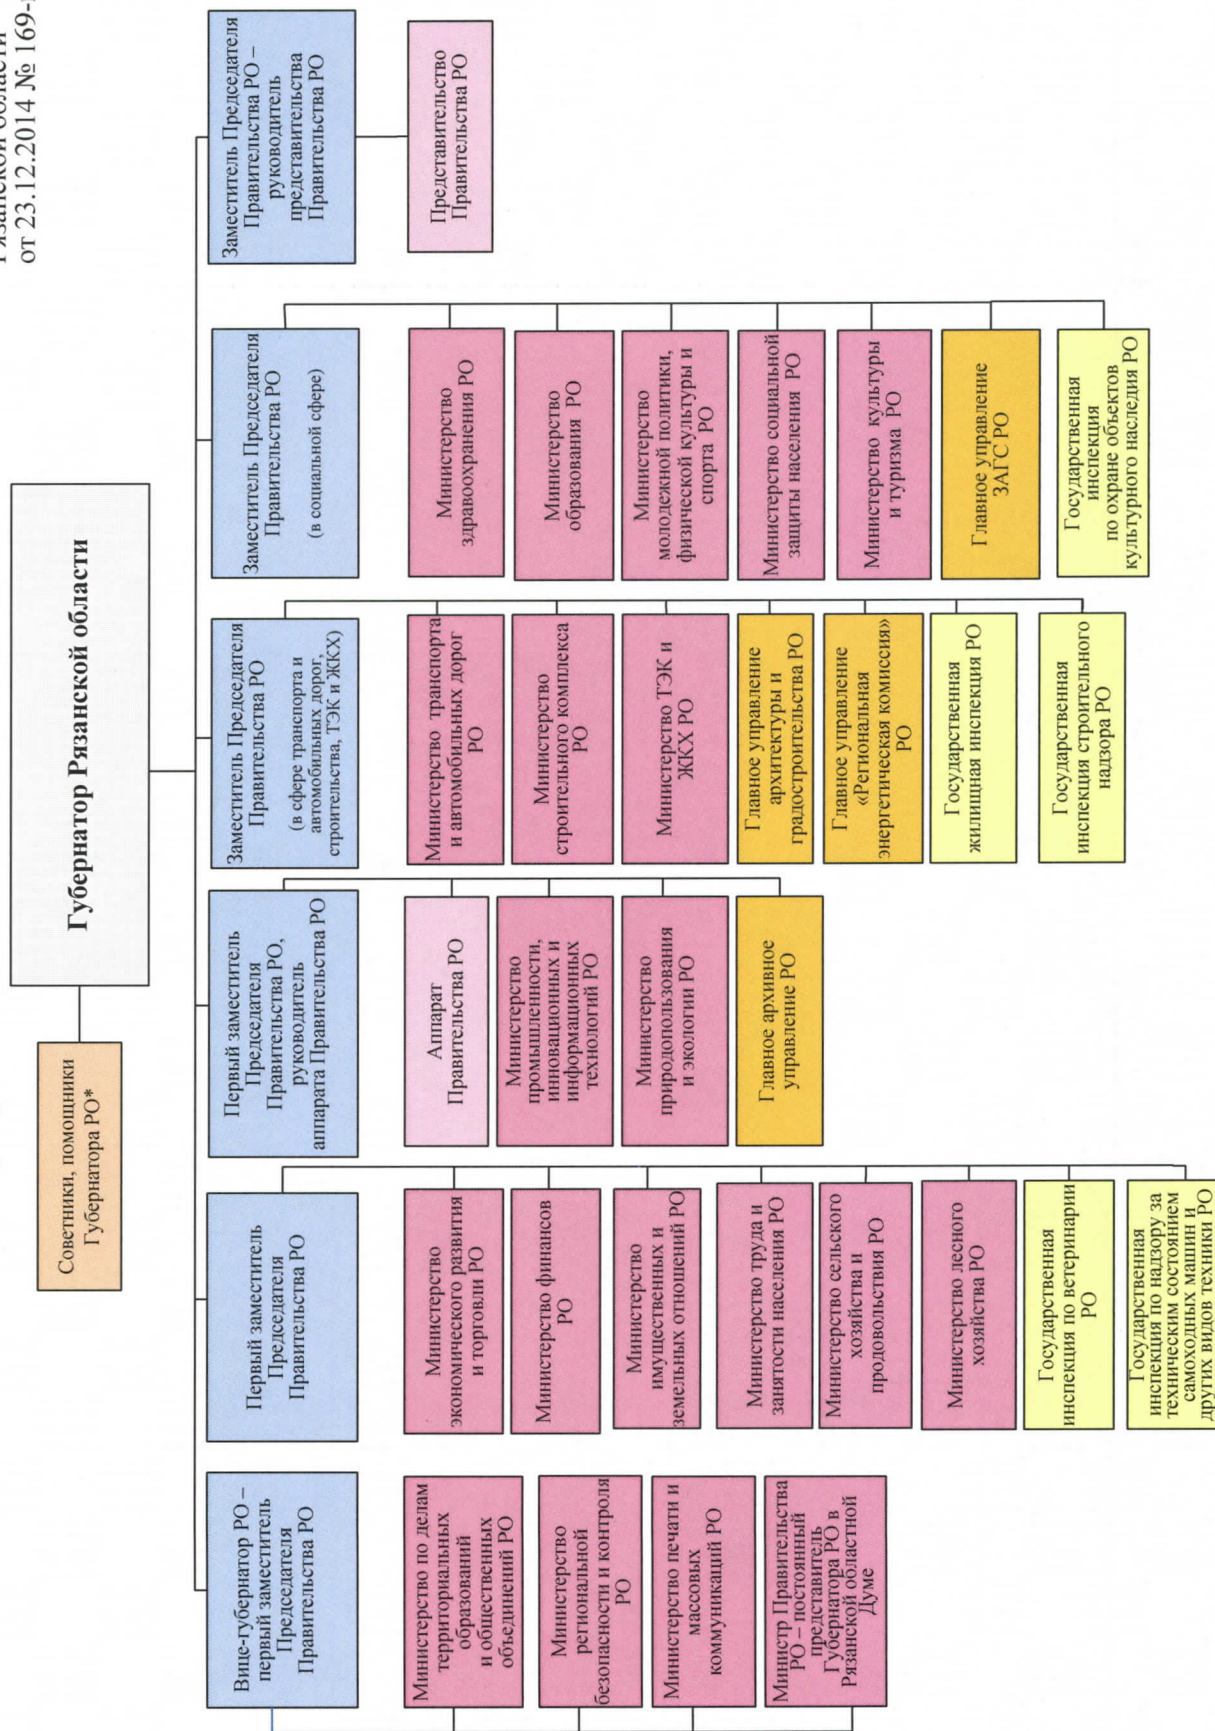 Рязанской области
от 23.12.2014 № 169-
Губернатор Рязанской области
Советники, помощники
Губернатора РО*
Вице-губернатор РО –
первый заместитель
Председателя
Правительства РО
Министерство по делам
территориальных
образований
и общественных
объединений РО
Министерство
региональной
безопасности и контроля
РО
Министерство печати и
массовых
коммуникаций РО
Министр Правительства
РО – постоянный
представитель
Губернатора РО в
Рязанской областной
Думе
Первый заместитель
Председателя
Правительства РО
Министерство
экономического развития
и торговли РО
Министерство финансов
РО
Министерство
имущественных и
земельных отношений РО
Министерство труда и
занятости населения РО
Министерство сельского
хозяйства и
продовольствия РО
Министерство лесного
хозяйства РО
Государственная
инспекция по ветеринарии
РО
Государственная
инспекция по надзору за
техническим состоянием
самоходных машин и
других видов техники РО
Первый заместитель
Председателя
Правительства РО,
руководитель
аппарата Правительства РО
Аппарат
Правительства РО
Министерство
промышленности,
инновационных и
информационных
технологий РО
Министерство
природопользования
и экологии РО
Главное архивное
управление РО
Заместитель Председателя
Правительства РО
(в сфере транспорта и
автомобильных дорог,
строительства, ТЭК и ЖКХ)
Министерство транспорта
и автомобильных дорог
РО
Министерство
строительного комплекса
РО
Министерство ТЭК и
ЖКХ РО
Главное управление
архитектуры и
градостроительства РО
Главное управление
«Региональная
энергетическая комиссия»
РО
Государственная
жилищная инспекция РО
Государственная
инспекция строительного
надзора РО
Заместитель Председателя
Правительства РО
(в социальной сфере)
Министерство
здравоохранения РО
Министерство
образования РО
Министерство
молодежной политики,
физической культуры и
спорта РО
Министерство социальной
защиты населения РО
Министерство культуры
и туризма РО
Главное управление
ЗАГС РО
Государственная
инспекция
по охране объектов
культурного наследия РО
Заместитель Председателя
Правительства РО –
руководитель
представительства
Правительства РО
Представительство
Правительства РО